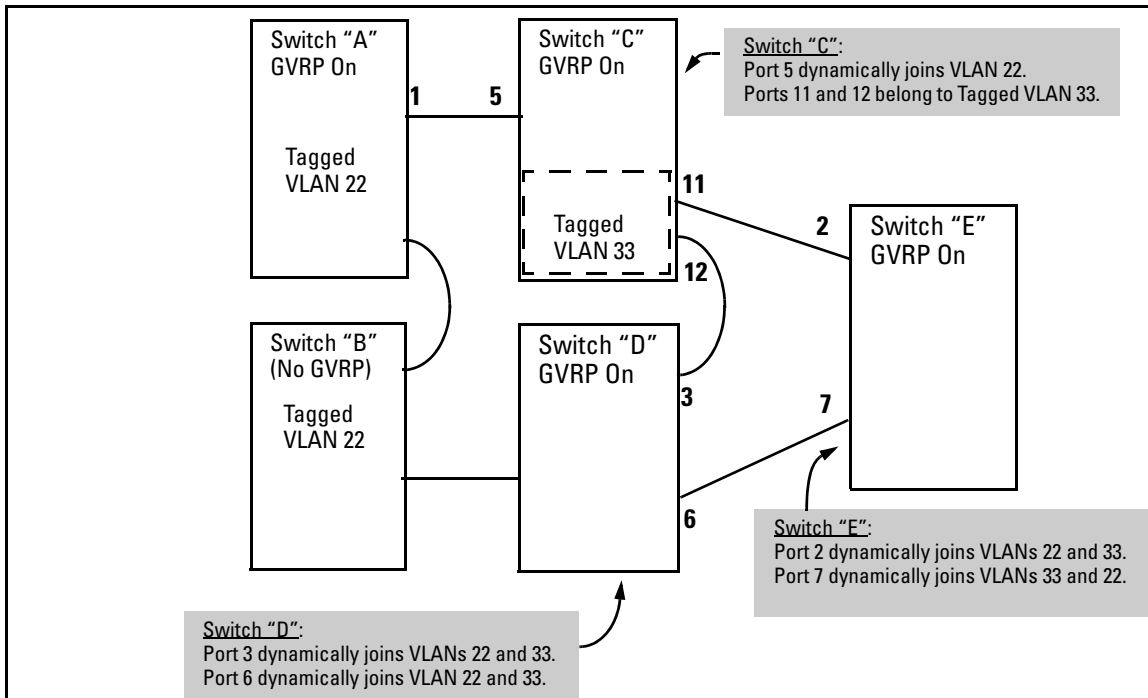 Switch “A”
GVRP On
1
Tagged
VLAN 22
5
Switch “C”
GVRP On
Tagged
VLAN 33
11
12
Switch “C”:
Port 5 dynamically joins VLAN 22.
Ports 11 and 12 belong to Tagged VLAN 33.
2
Switch “E”
GVRP On
Switch “B”
(No GVRP)
Tagged
VLAN 22
Switch “D”
GVRP On
3
6
7
Switch “E”:
Port 2 dynamically joins VLANs 22 and 33.
Port 7 dynamically joins VLANs 33 and 22.
Switch “D”:
Port 3 dynamically joins VLANs 22 and 33.
Port 6 dynamically joins VLAN 22 and 33.